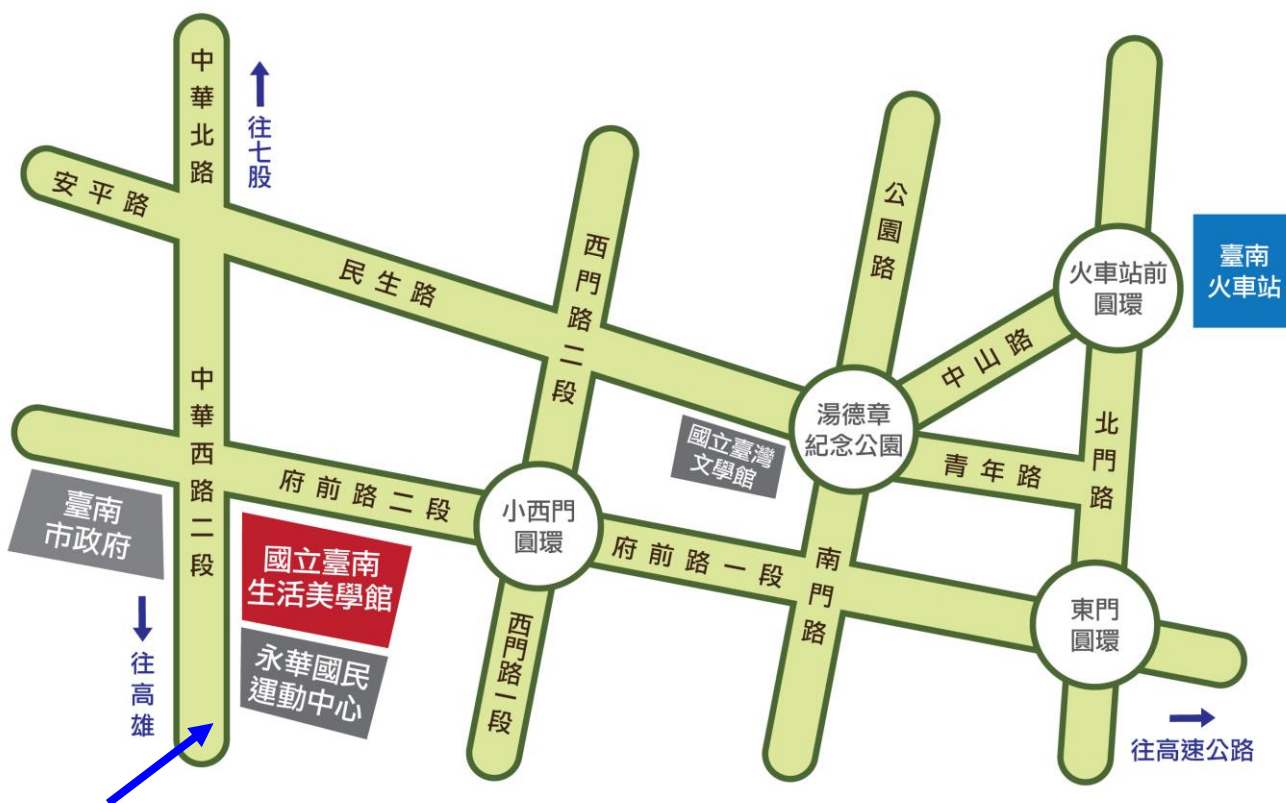 中華北路
往七股
安平路
民生路
西門路二段
公園路
火車站前
圓環
臺南
火車站
中山路
中華西路二段
湯德章
紀念公園
國立臺灣
文學館
北門路
青年路
府前路二段
小西門
圓環
府前路一段
臺南
市政府
國立臺南
生活美學館
南門路
東門
圓環
西門路一段
永華國民
運動中心
往高雄
往高速公路